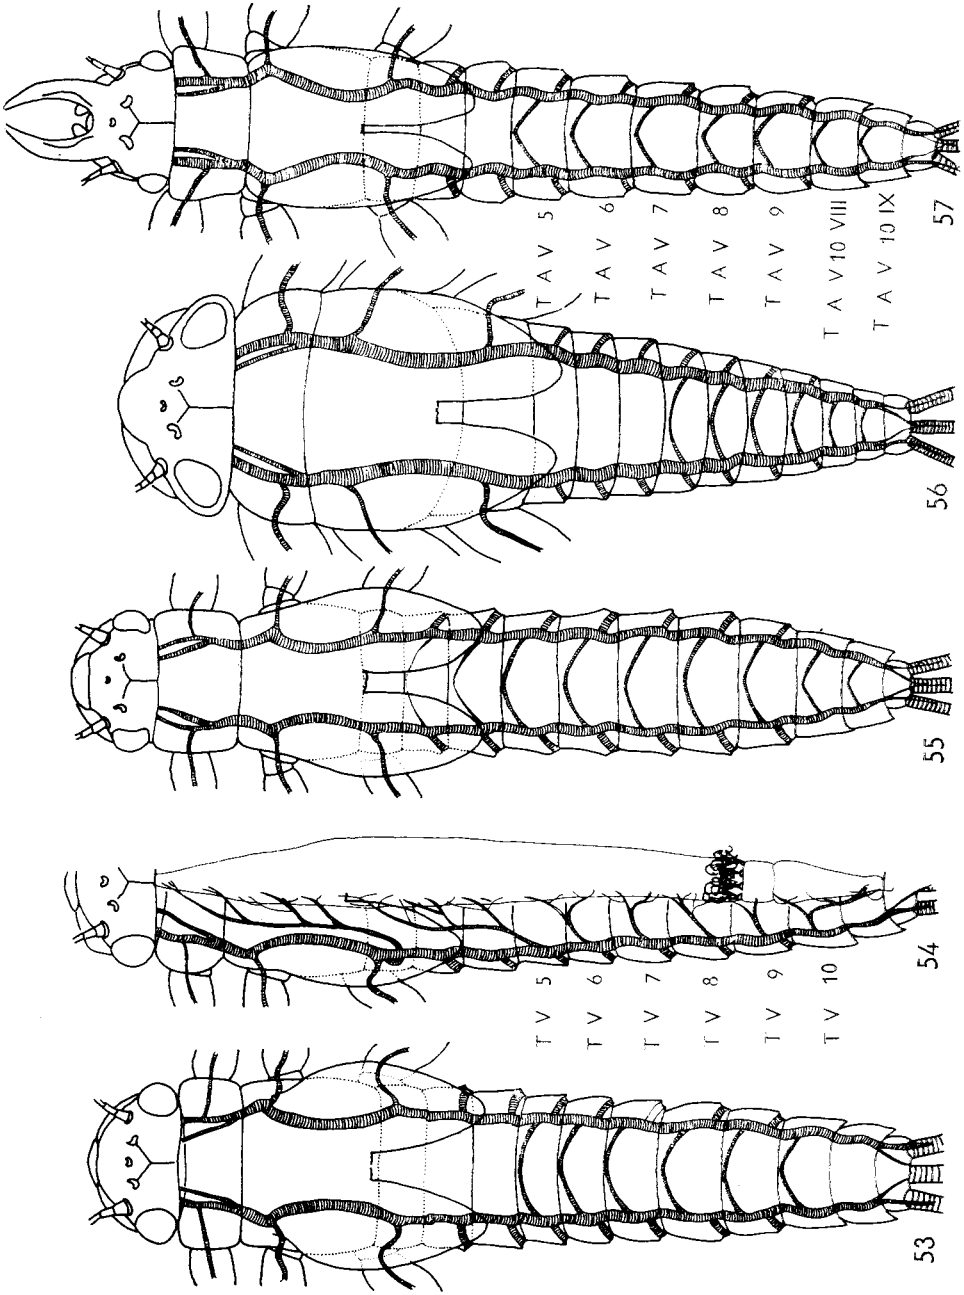 T A V 5
T A V 6
T A V 7
T A V 8
T A V 9
T A V 10 VIII
T A V 10 IX
57
56
55
T V 5
T V 6
T V 7
T V 8
T V 9
T V 10
54
53